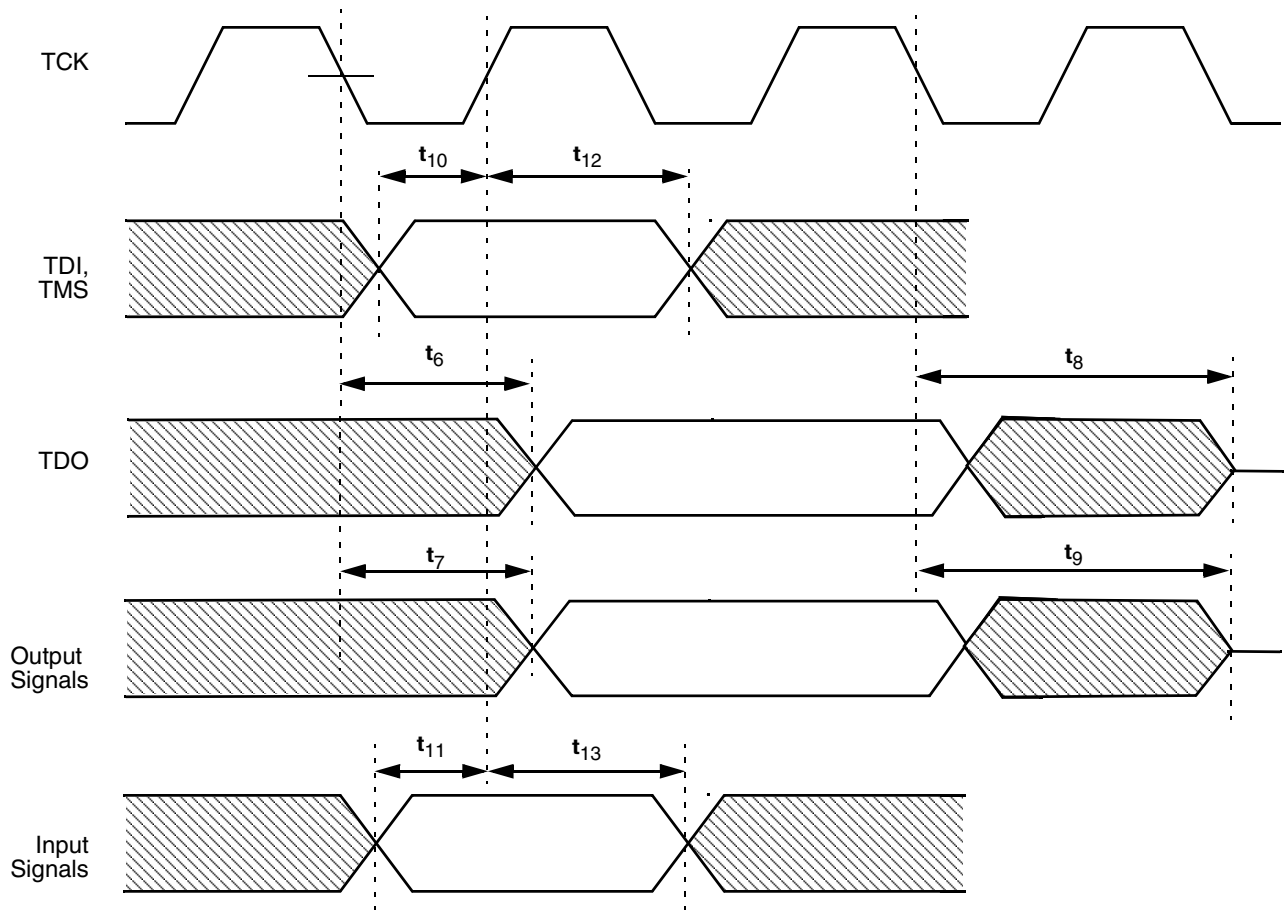 TCK
t10
t12
TDI,
TMS
t6
t8
TDO
t7
t9
Output
Signals
t11
t13
Input
Signals